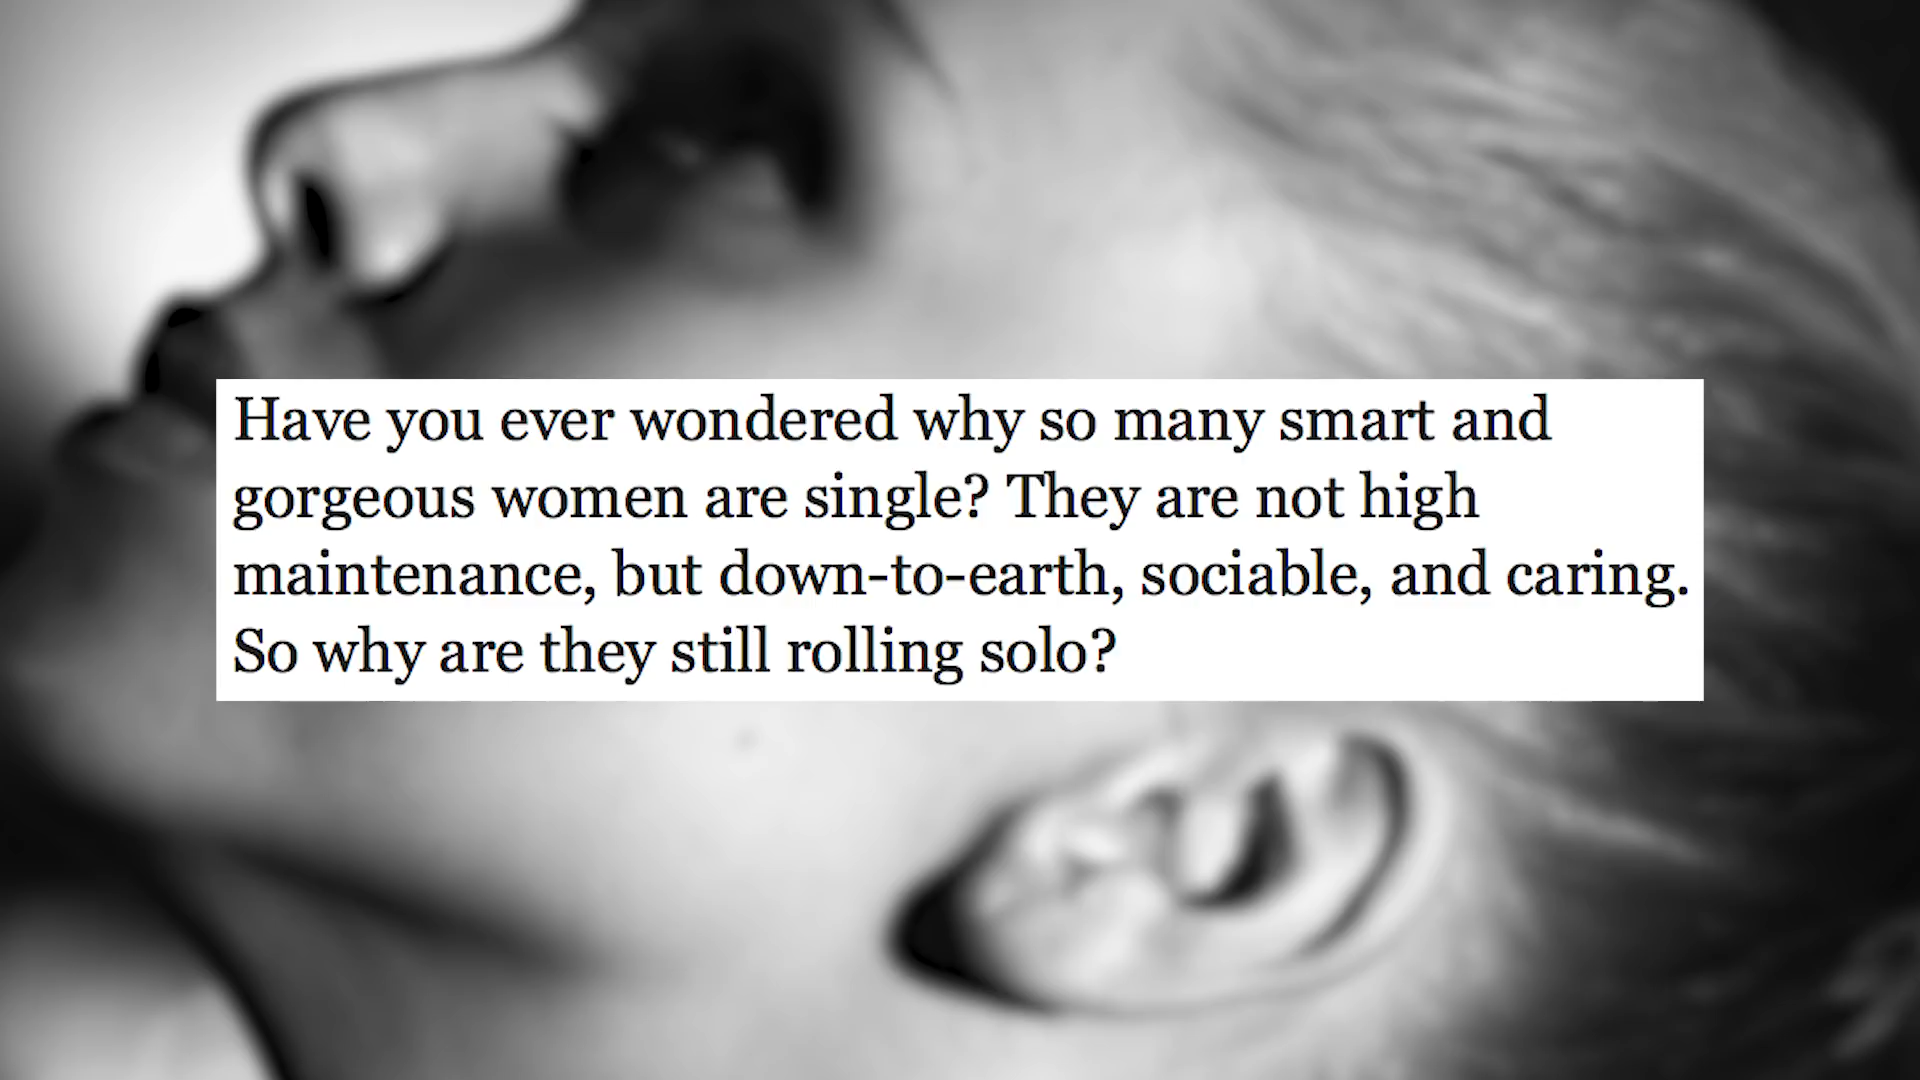 Have you ever wondered why so many smart and
gorgeous women are single? They are not high
maintenance, but down-to-earth, sociable, and caring.
So why are they still rolling solo?